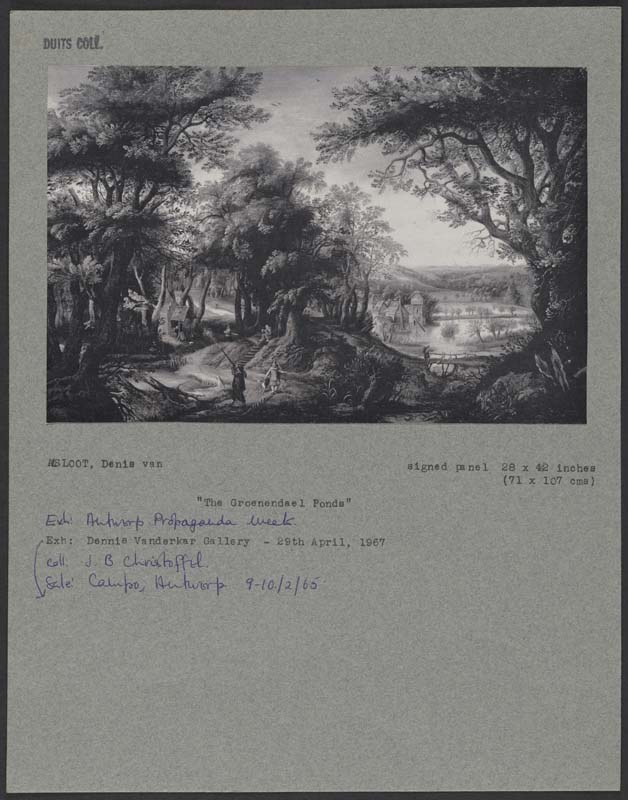 DUITS COLL.
ALSLOOT, Denis van
signed panel 28 x 42 inches
(71 x 107 cms)
"The Groenendael Ponds"
Exh: Antwerp Propaganda Week.
Exh: Dennis Vanderkar Gallery - 29th April, 1967
coll. J. B Christoffel.
Sale: Campo, Antwerp 9-10/2/65